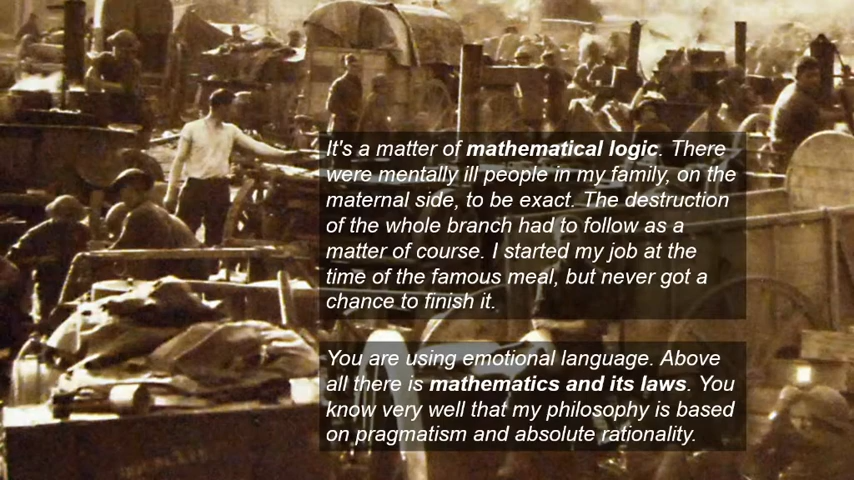 It's a matter of mathematical logic. There
were mentally ill people in my family, on the
maternal side, to be exact. The destruction
of the whole branch had to follow as a
matter of course. I started my job at the
time of the famous meal, but never got a
chance to finish it.
You are using emotional language. Above
all there is mathematics and its laws. You
know very well that my philosophy is based
on pragmatism and absolute rationality.